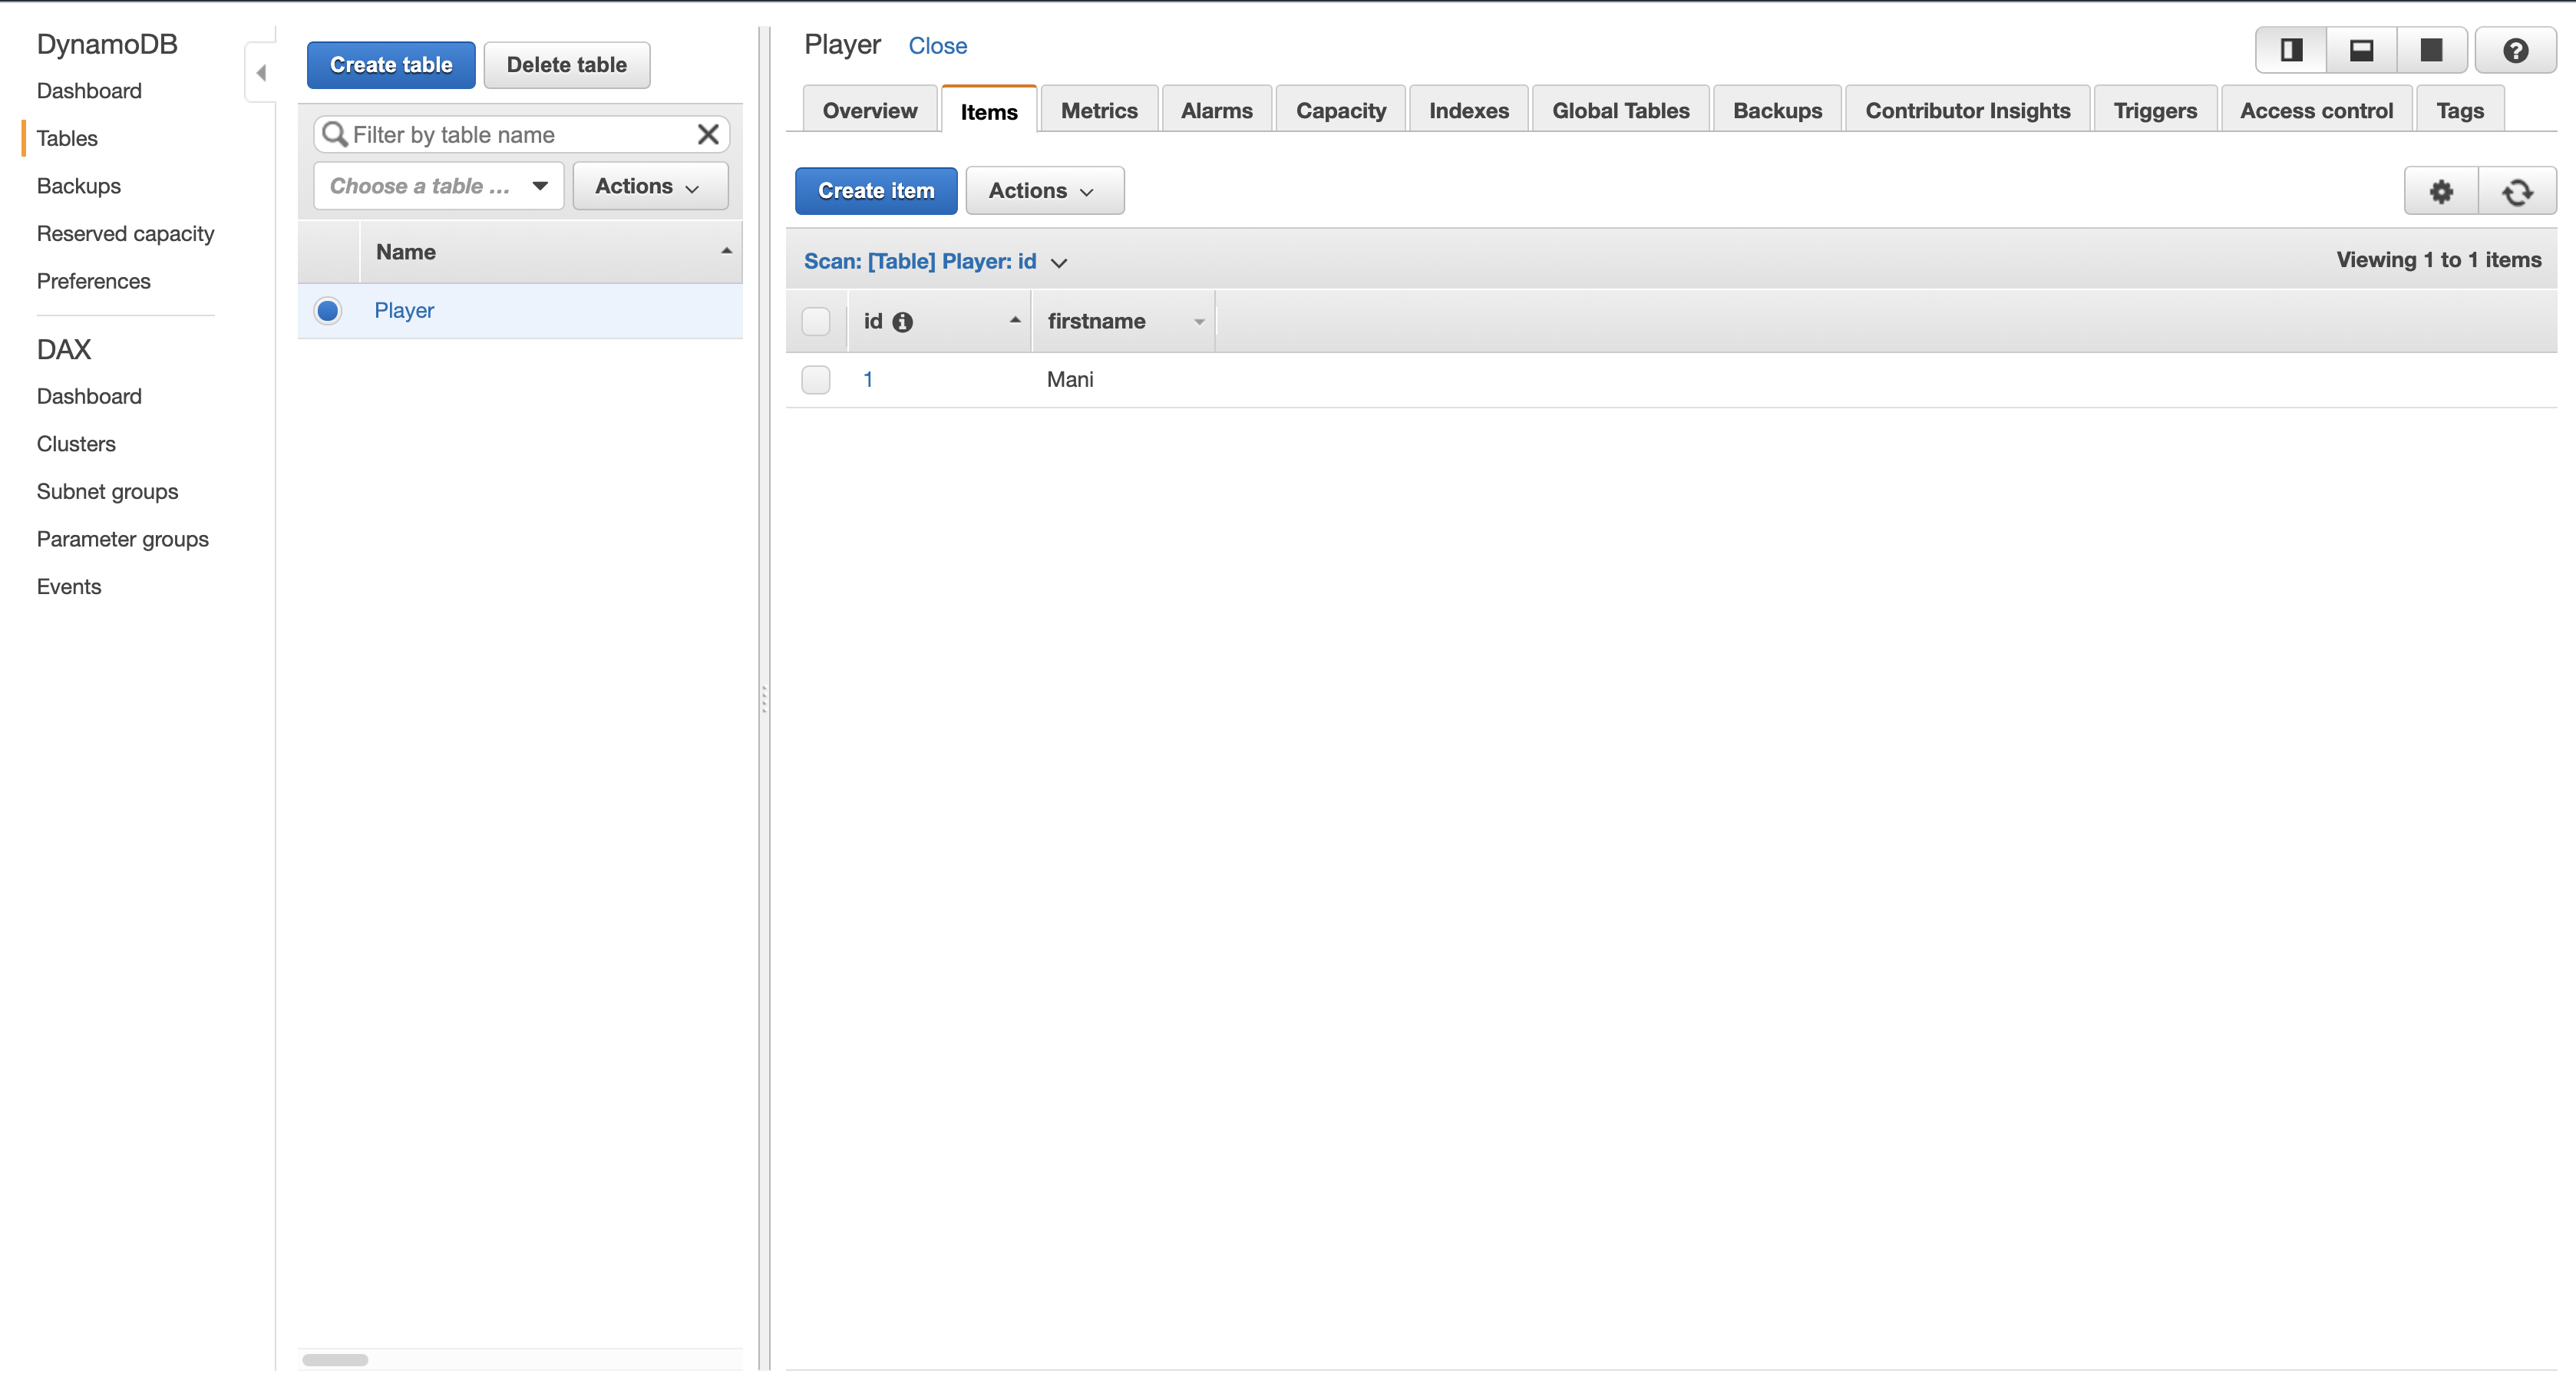 DynamoDB
Dashboard
Tables
Backups
Reserved capacity
Preferences
DAX
Dashboard
Clusters
Subnet groups
Parameter groups
Events
Create table Delete table
Filter by table name
Choose a table ... Actions
Name
Player
Player Close
Overview Items Metrics Alarms Capacity Indexes Global Tables Backups Contributor Insights Triggers Access control Tags
Create item Actions
Scan: [Table] Player: id Viewing 1 to 1 items
id firstname
1 Mani